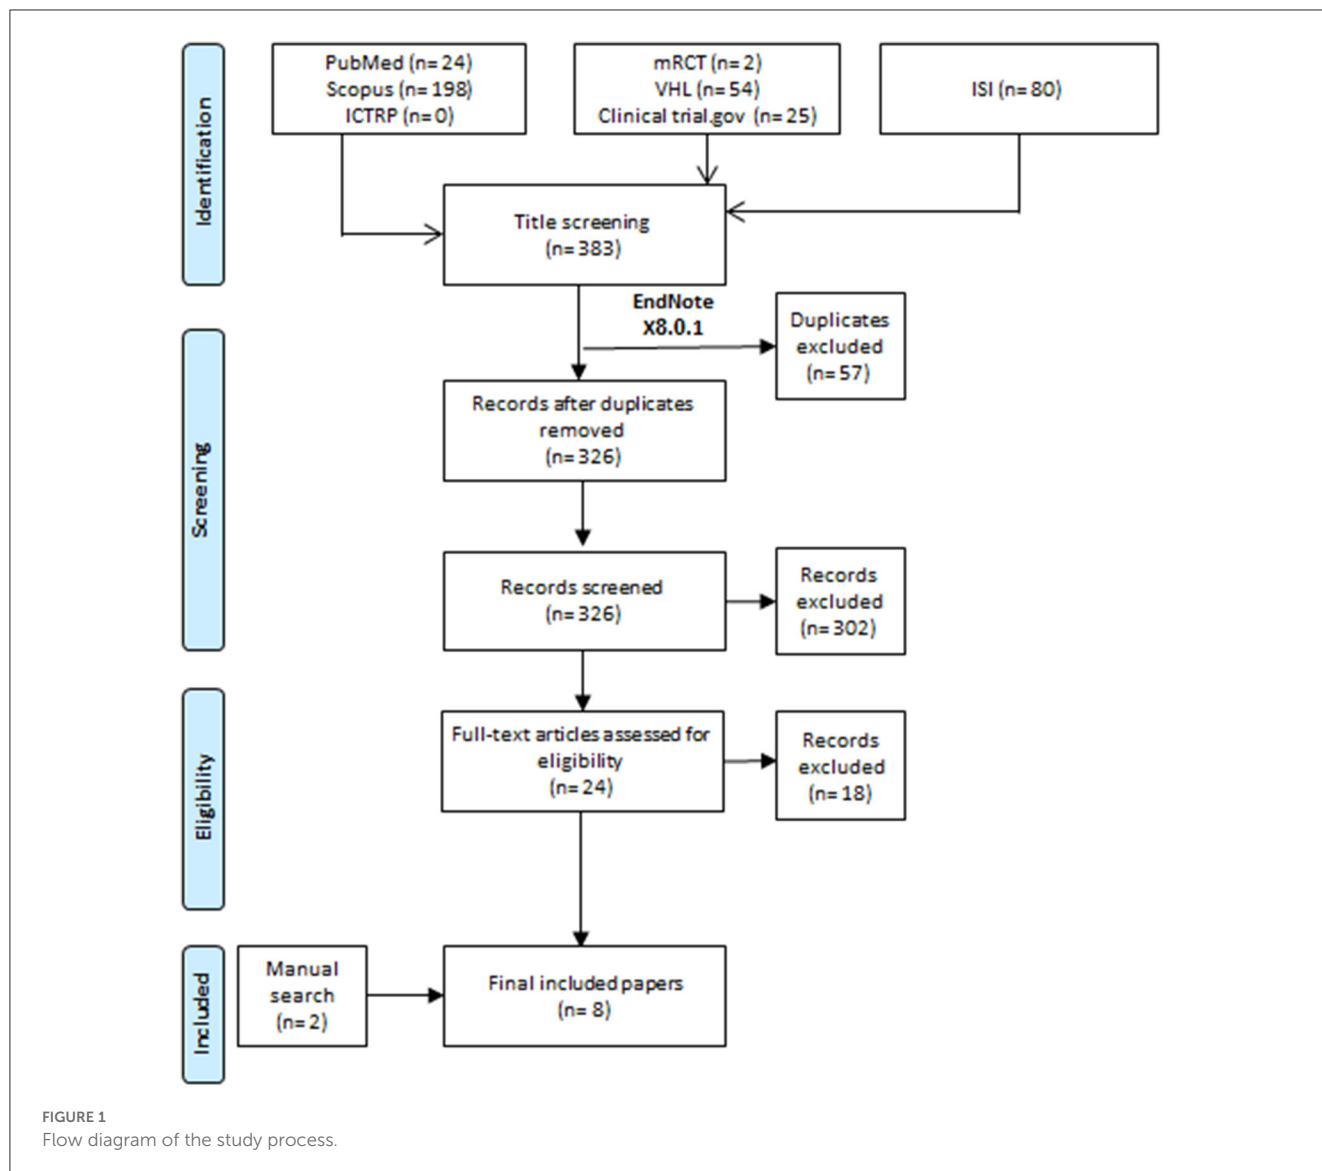 Identification
PubMed (n=24)
Scopus (n=198)
ICTRP (n=0)
mRCT (n=2)
VHL (n=54)
Clinical trial.gov (n=25)
ISI (n=80)
Title screening
(n=383)
EndNote
X8.0.1
Duplicates
excluded
(n=57)
Screening
Records after duplicates
removed
(n=326)
Records screened
(n=326)
Records
excluded
(n=302)
Eligibility
Full-text articles assessed for
eligibility
(n=24)
Records
excluded
(n=18)
Included
Manual
search
(n=2)
Final included papers
(n=8)
FIGURE 1
Flow diagram of the study process.